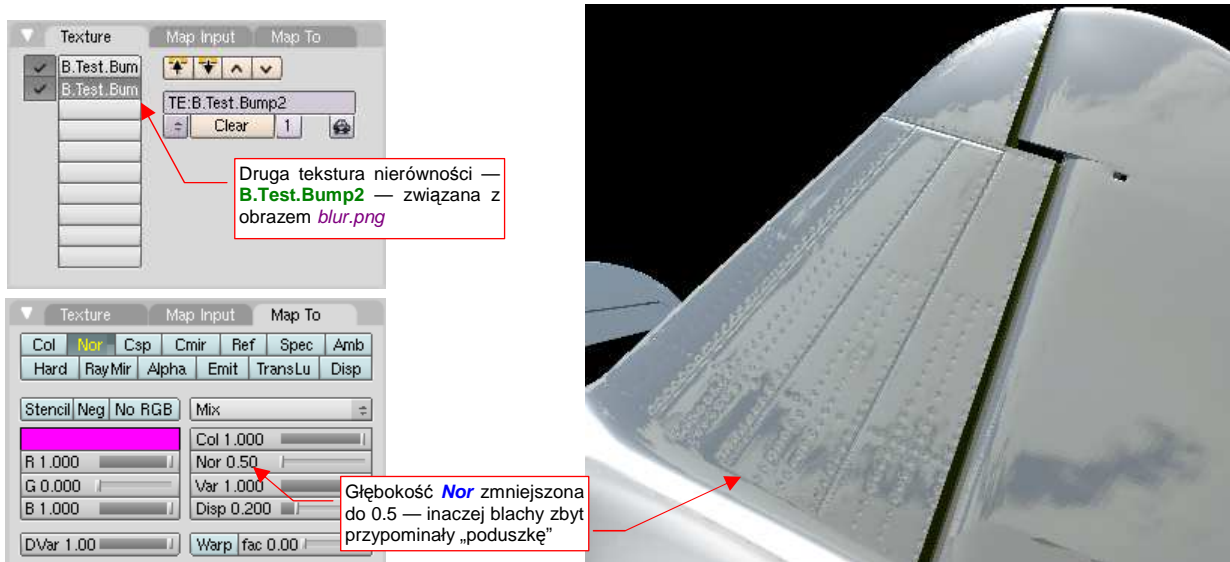 Texture Map Input Map To
B.Test.Bum
B.Test.Bum
TE:B.Test.Bump2
Clear 1
Druga tekstura nierówności —
B.Test.Bump2 — związana z
obrazem blur.png
Texture Map Input Map To
Col Nor Csp Cmir Ref Spec Amb
Hard RayMir Alpha Emit TransLu Disp
Stencil Neg No RGB Mix
Col 1.000
R 1.000 Nor 0.50
G 0.000 Var 1.000
B 1.000 Disp 0.200
DVar 1.00 Warp fac 0.00
Głębokość Nor zmniejszona
do 0.5 — inaczej blachy zbyt
przypominały „poduszkę”